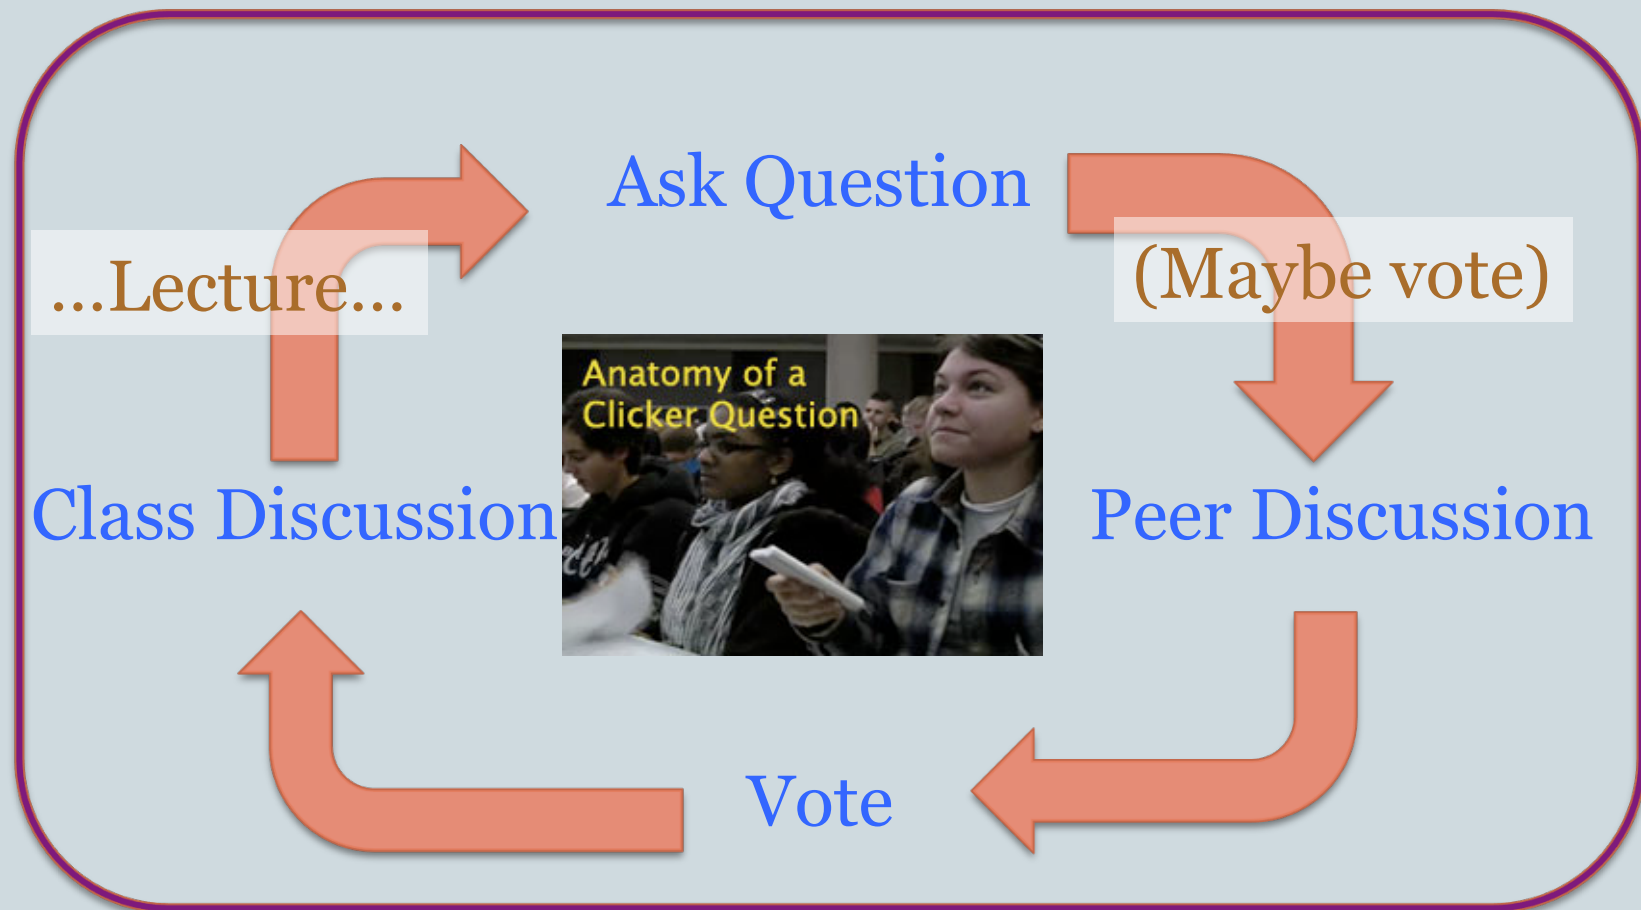 Ask Question
...Lecture...
(Maybe vote)
Anatomy of a
Clicker Question
Class Discussion
Peer Discussion
Vote